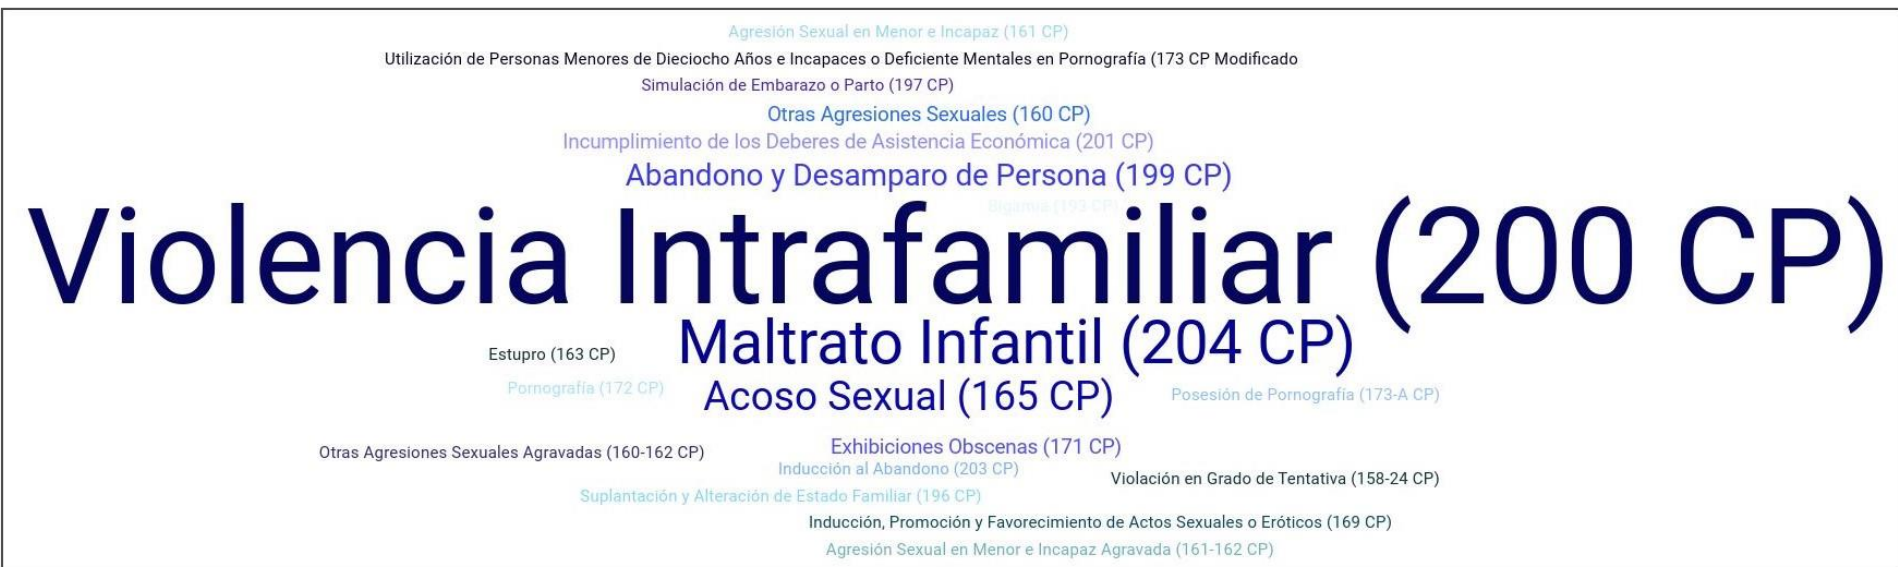 Agresión Sexual en Menor e Incapaz (161 CP)
Utilización de Personas Menores de Dieciocho Años e Incapaces o Deficiente Mentales en Pornografía (173 CP Modificado
Simulación de Embarazo o Parto (197 CP)
Otras Agresiones Sexuales (160 CP)
Incumplimiento de los Deberes de Asistencia Económica (201 CP)
Abandono y Desamparo de Persona (199 CP)
Bigamia (193 CP)
Violencia Intrafamiliar (200 CP)
Maltrato Infantil (204 CP)
Estupro (163 CP)
Pornografía (172 CP)
Acoso Sexual (165 CP)
Posesión de Pornografía (173-A CP)
Otras Agresiones Sexuales Agravadas (160-162 CP)
Exhibiciones Obscenas (171 CP)
Inducción al Abandono (203 CP)
Violación en Grado de Tentativa (158-24 CP)
Suplantación y Alteración de Estado Familiar (196 CP)
Inducción, Promoción y Favorecimiento de Actos Sexuales o Eróticos (169 CP)
Agresión Sexual en Menor e Incapaz Agravada (161-162 CP)